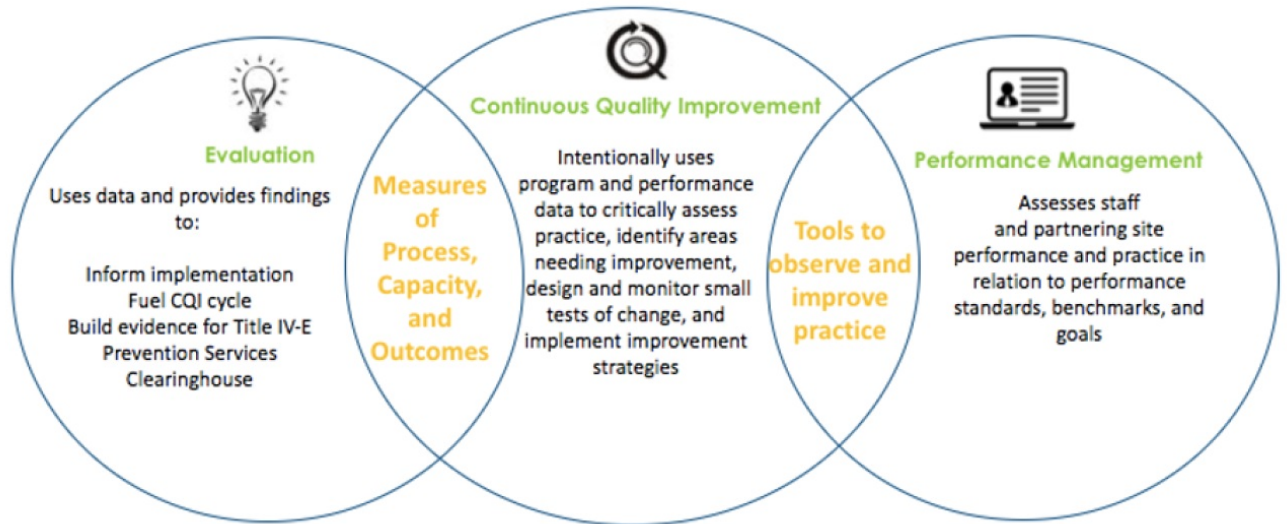 Evaluation
Uses data and provides findings
to:
Inform implementation
Fuel CQI cycle
Build evidence for Title IV-E
Prevention Services
Clearinghouse
Measures
of
Process,
Capacity,
and
Outcomes
Continuous Quality Improvement
Intentionally uses
program and performance
data to critically assess
practice, identify areas
needing improvement,
design and monitor small
tests of change, and
implement improvement
strategies
Tools to
observe and
improve
practice
Performance Management
Assesses staff
and partnering site
performance and practice in
relation to performance
standards, benchmarks, and
goals